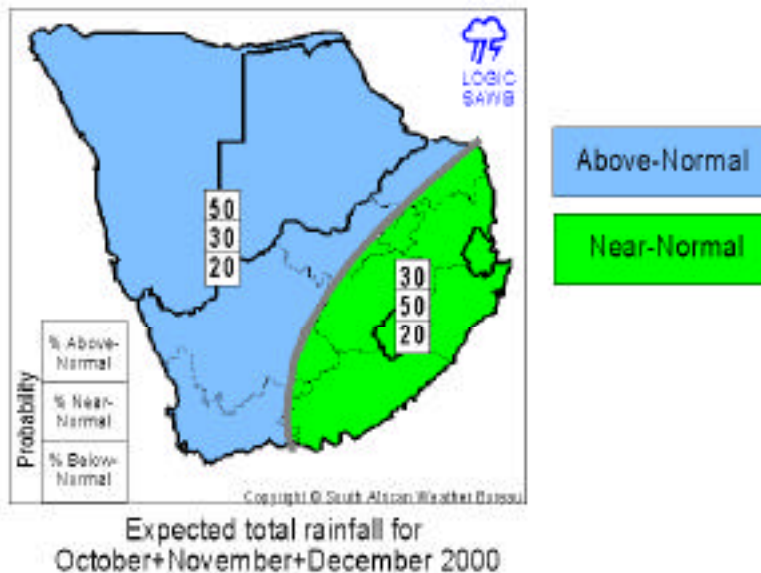 LOGIC
SAWB
Above-Normal
Near-Normal
50
30
20
30
50
20
Probability
% Above-
Normal
% Near-
Normal
% Below-
Normal
Copyright © South African Weather Bureau
Expected total rainfall for
October+November+December 2000